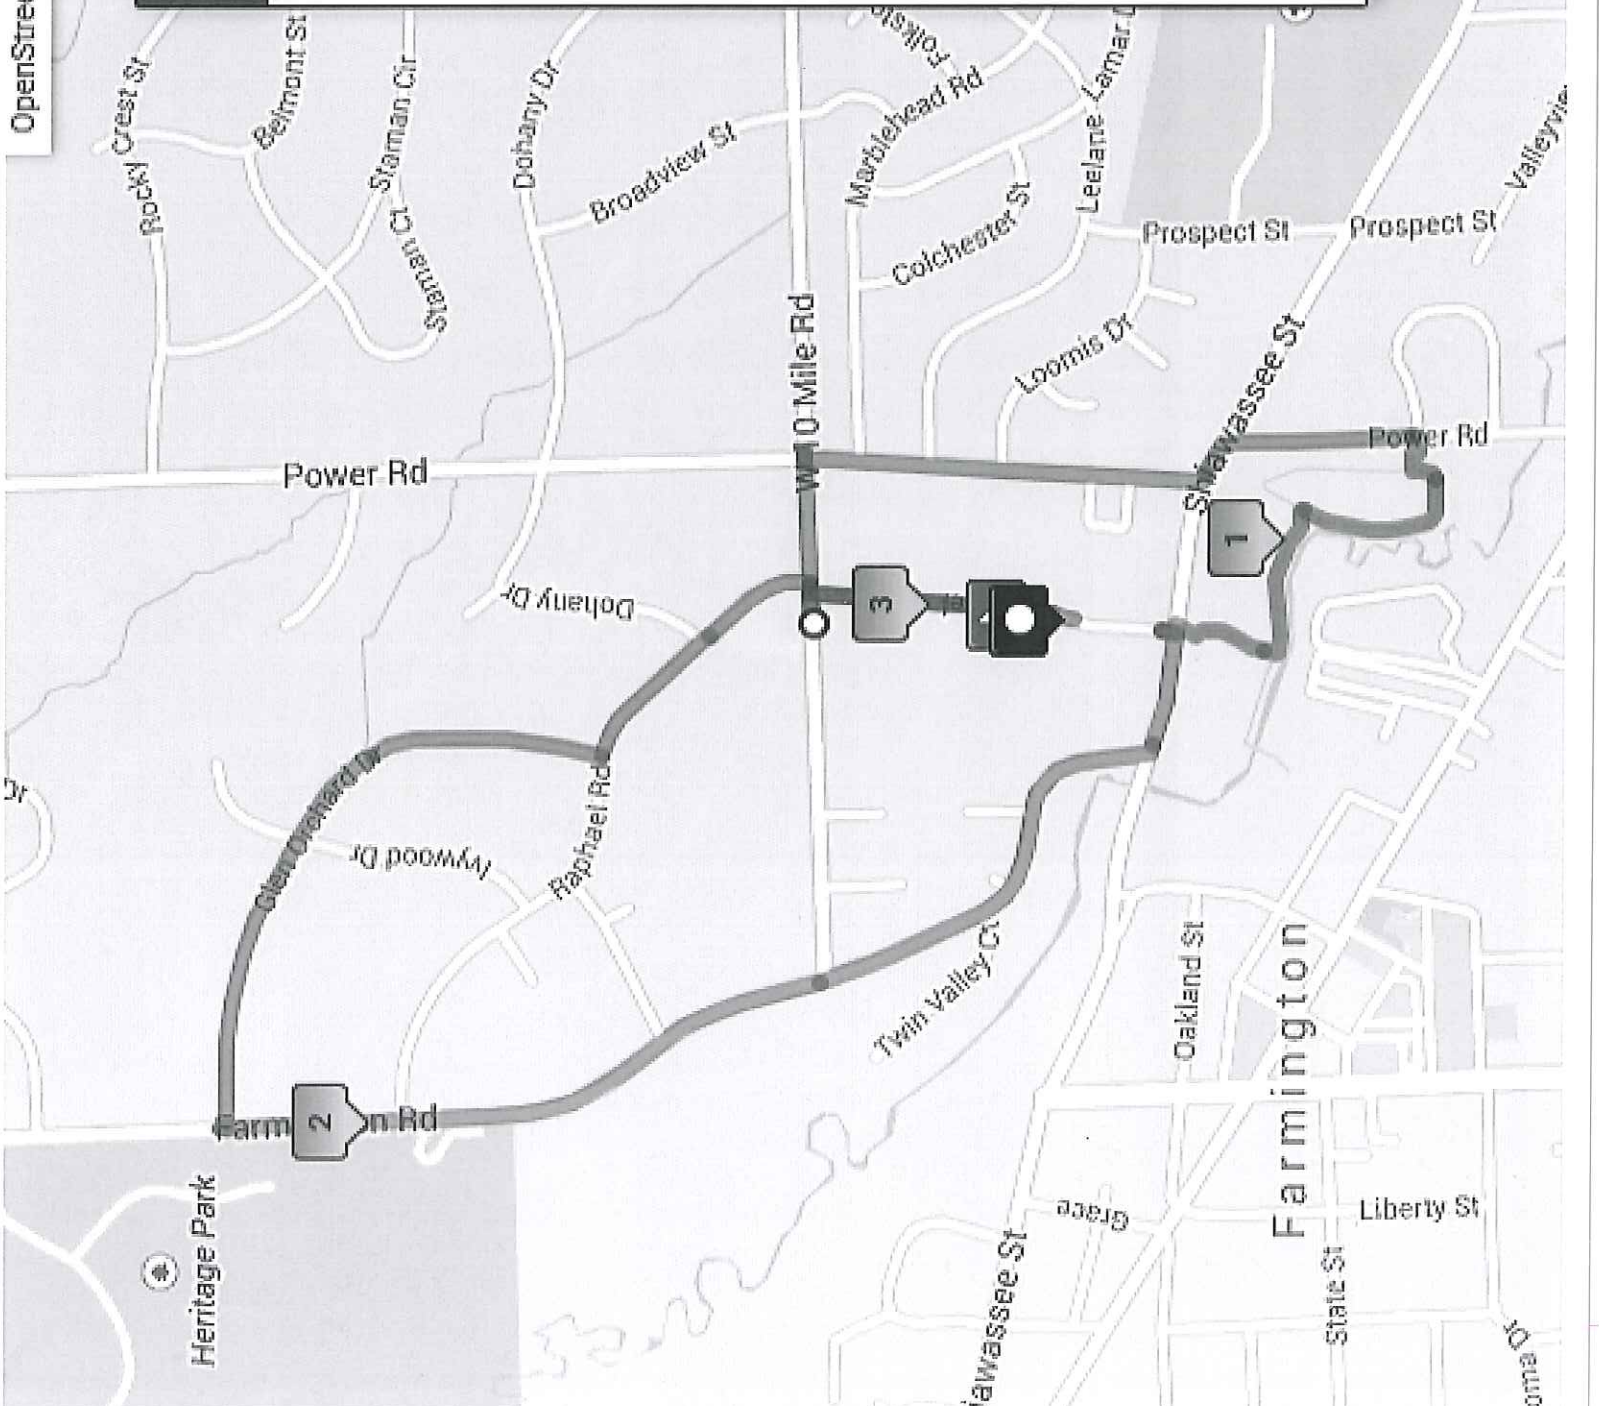 OpenStree
Rocky Crest St
Belmont St
Staman Cir
Staman Ct
Dohany Dr
Broadview St
Marblehead Rd
Leelane
Lamar
Colchester St
Prospect St
Prospect St
Loomis Dr
W 10 Mile Rd
Shiawassee St
Power Rd
Power Rd
Dohany Dr
1
3
Glen Orchard Dr
Ivywood Dr
Raphael Rd
Dr
Twin Valley Ct
Oakland St
Farmington
2
Farm
n Rd
Heritage Park
Grace
Liberty St
State St
iawassee St